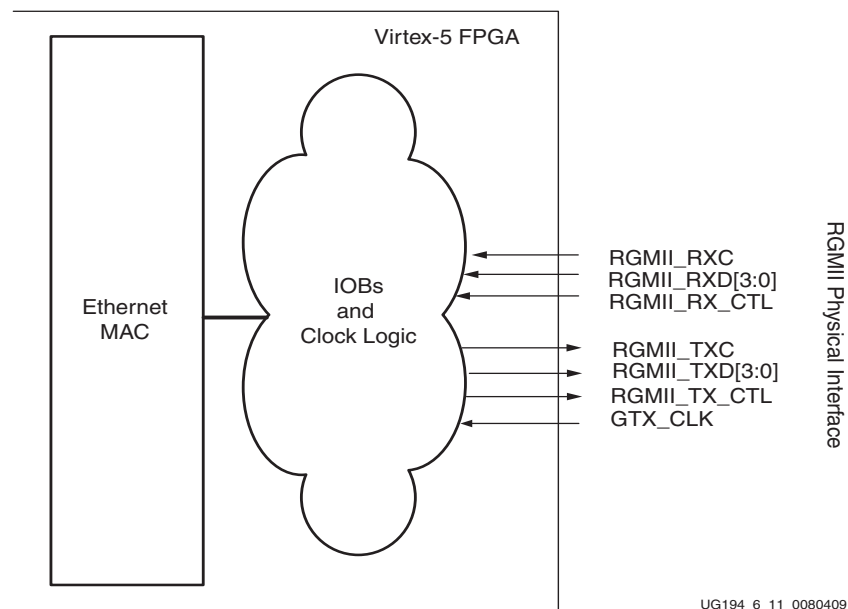 Virtex-5 FPGA
Ethernet
MAC
IOBs
and
Clock Logic
RGMII_RXC
RGMII_RXD[3:0]
RGMII_RX_CTL
RGMII_TXC
RGMII_TXD[3:0]
RGMII_TX_CTL
GTX_CLK
RGMII Physical Interface
UG194_6_11_0080409